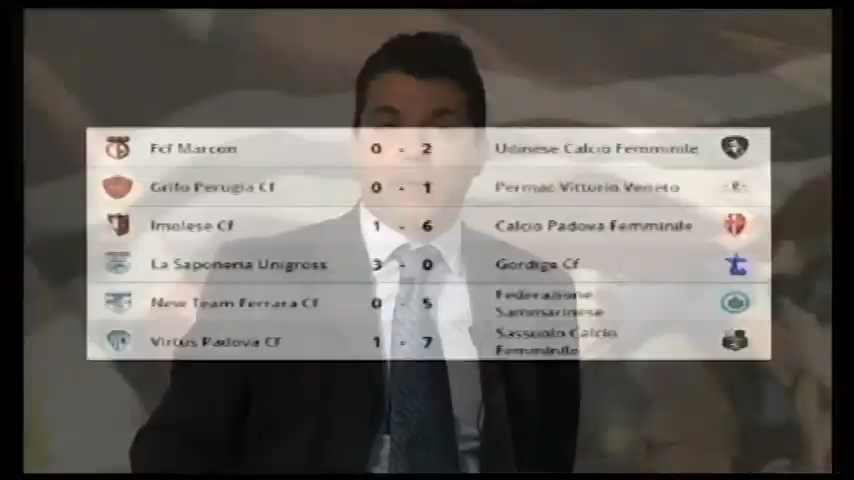 Fcf Marcon 0 - 2 Udinese Calcio Femminile
Grifo Perugia Cf 0 - 1 Permac Vittorio Veneto
Imolese Cf 1 - 6 Calcio Padova Femminile
La Saponeria Unigross 3 - 0 Gordige Cf
New Team Ferrara Cf 0 - 5 Federazione
Sammarinese
Virtus Padova Cf 1 - 7 Sassuolo Calcio
Femminile